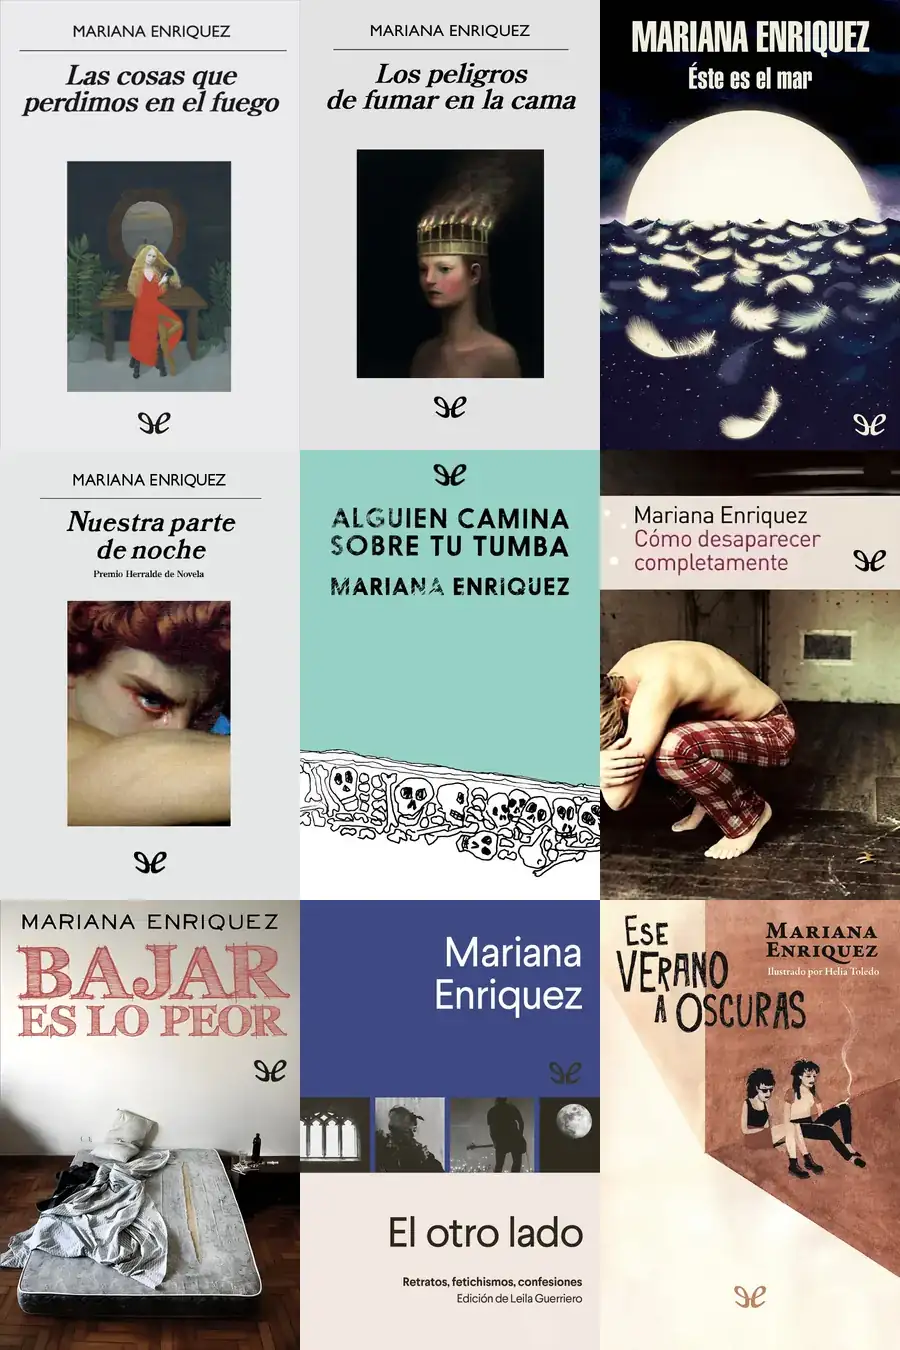 MARIANA ENRIQUEZ
Las cosas que
perdimos en el fuego
MARIANA ENRIQUEZ
Los peligros
de fumar en la cama
MARIANA ENRIQUEZ
Éste es el mar
MARIANA ENRIQUEZ
Nuestra parte
de noche
Premio Herralde de Novela
ALGUIEN CAMINA
SOBRE TU TUMBA
MARIANA ENRIQUEZ
Mariana Enriquez
Cómo desaparecer
completamente
MARIANA ENRIQUEZ
BAJAR
ES LO PEOR
Mariana
Enriquez
El otro lado
Retratos, fetichismos, confesiones
Edición de Leila Guerriero
ESE
VERANO
A OSCURAS
MARIANA
ENRIQUEZ
Ilustrado por Helia Toledo